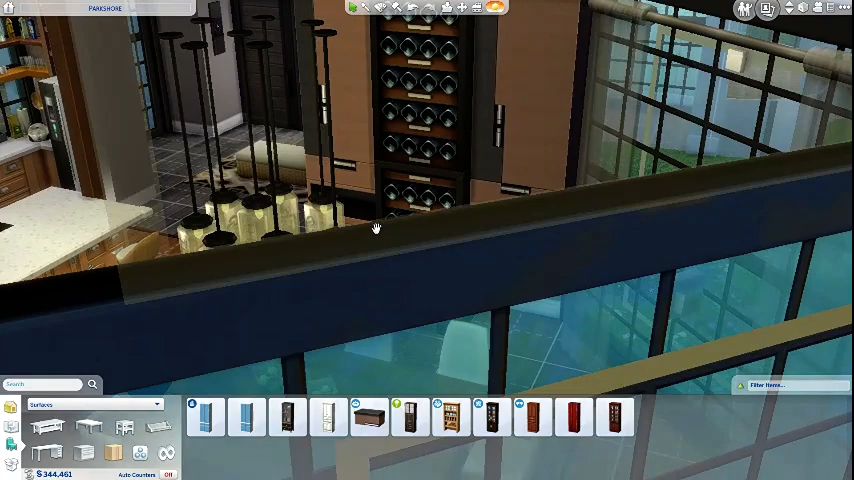 PARKSHORE
Search
Filter Items...
Surfaces
§344,461
Auto Counters
Off